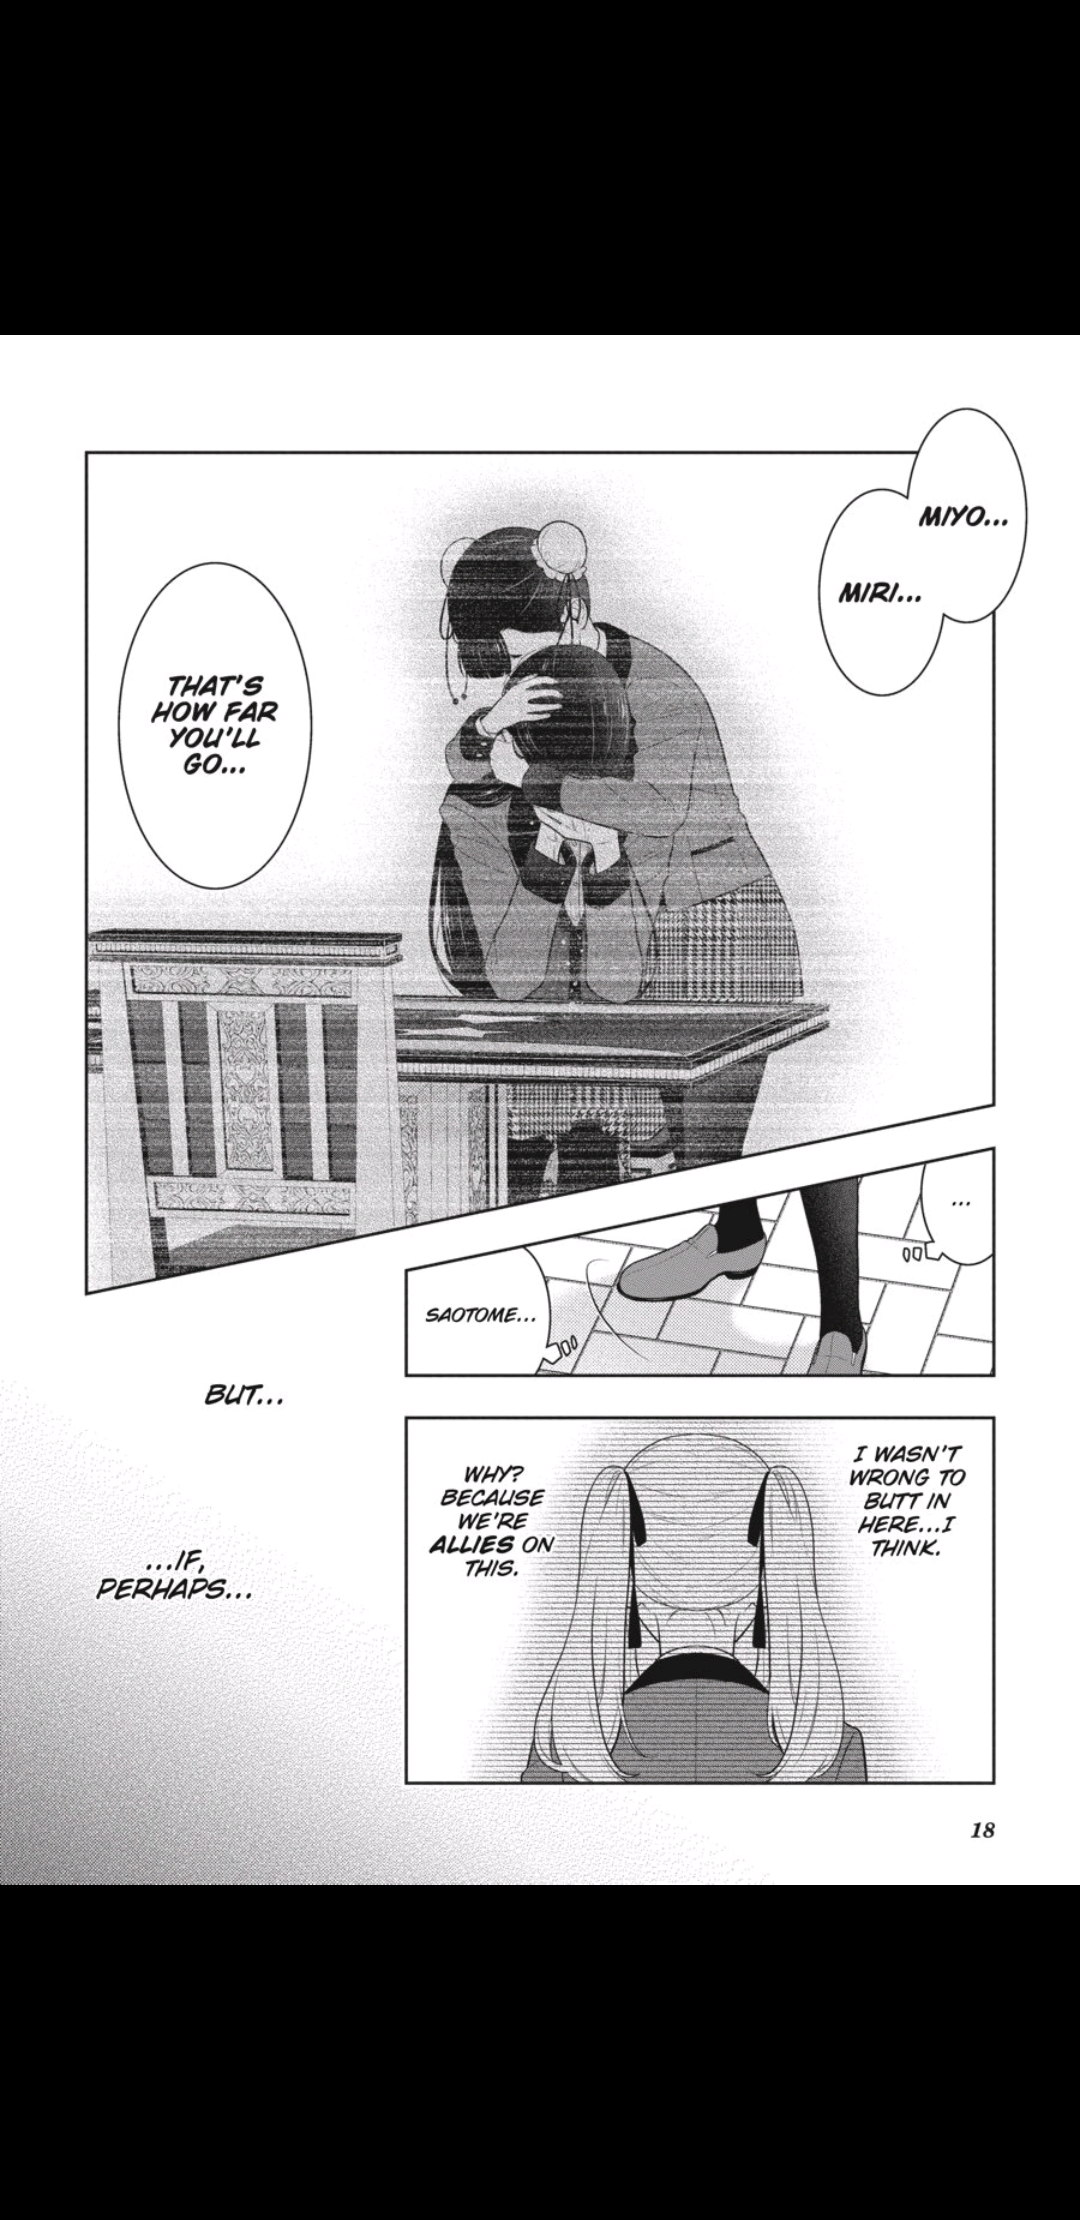 MIYO...
MIRI...
THAT'S
HOW FAR
YOU'LL
GO...
...
SAOTOME...
I WASN'T
WRONG TO
BUTT IN
HERE...I
THINK.
WHY?
BECAUSE
WE'RE
ALLIES ON
THIS.
BUT...
...IF,
PERHAPS...
18